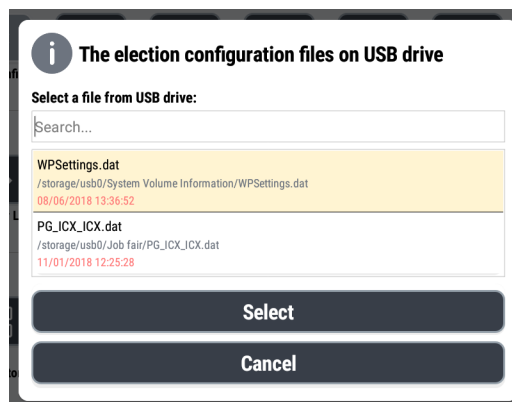 The election configuration files on USB drive
Select a file from USB drive:
Search...
WPSettings.dat
/storage/usb0/System Volume Information/WPSettings.dat
08/06/2018 13:36:52
PG_ICX_ICX.dat
/storage/usb0/Job fair/PG_ICX_ICX.dat
11/01/2018 12:25:28
Select
Cancel